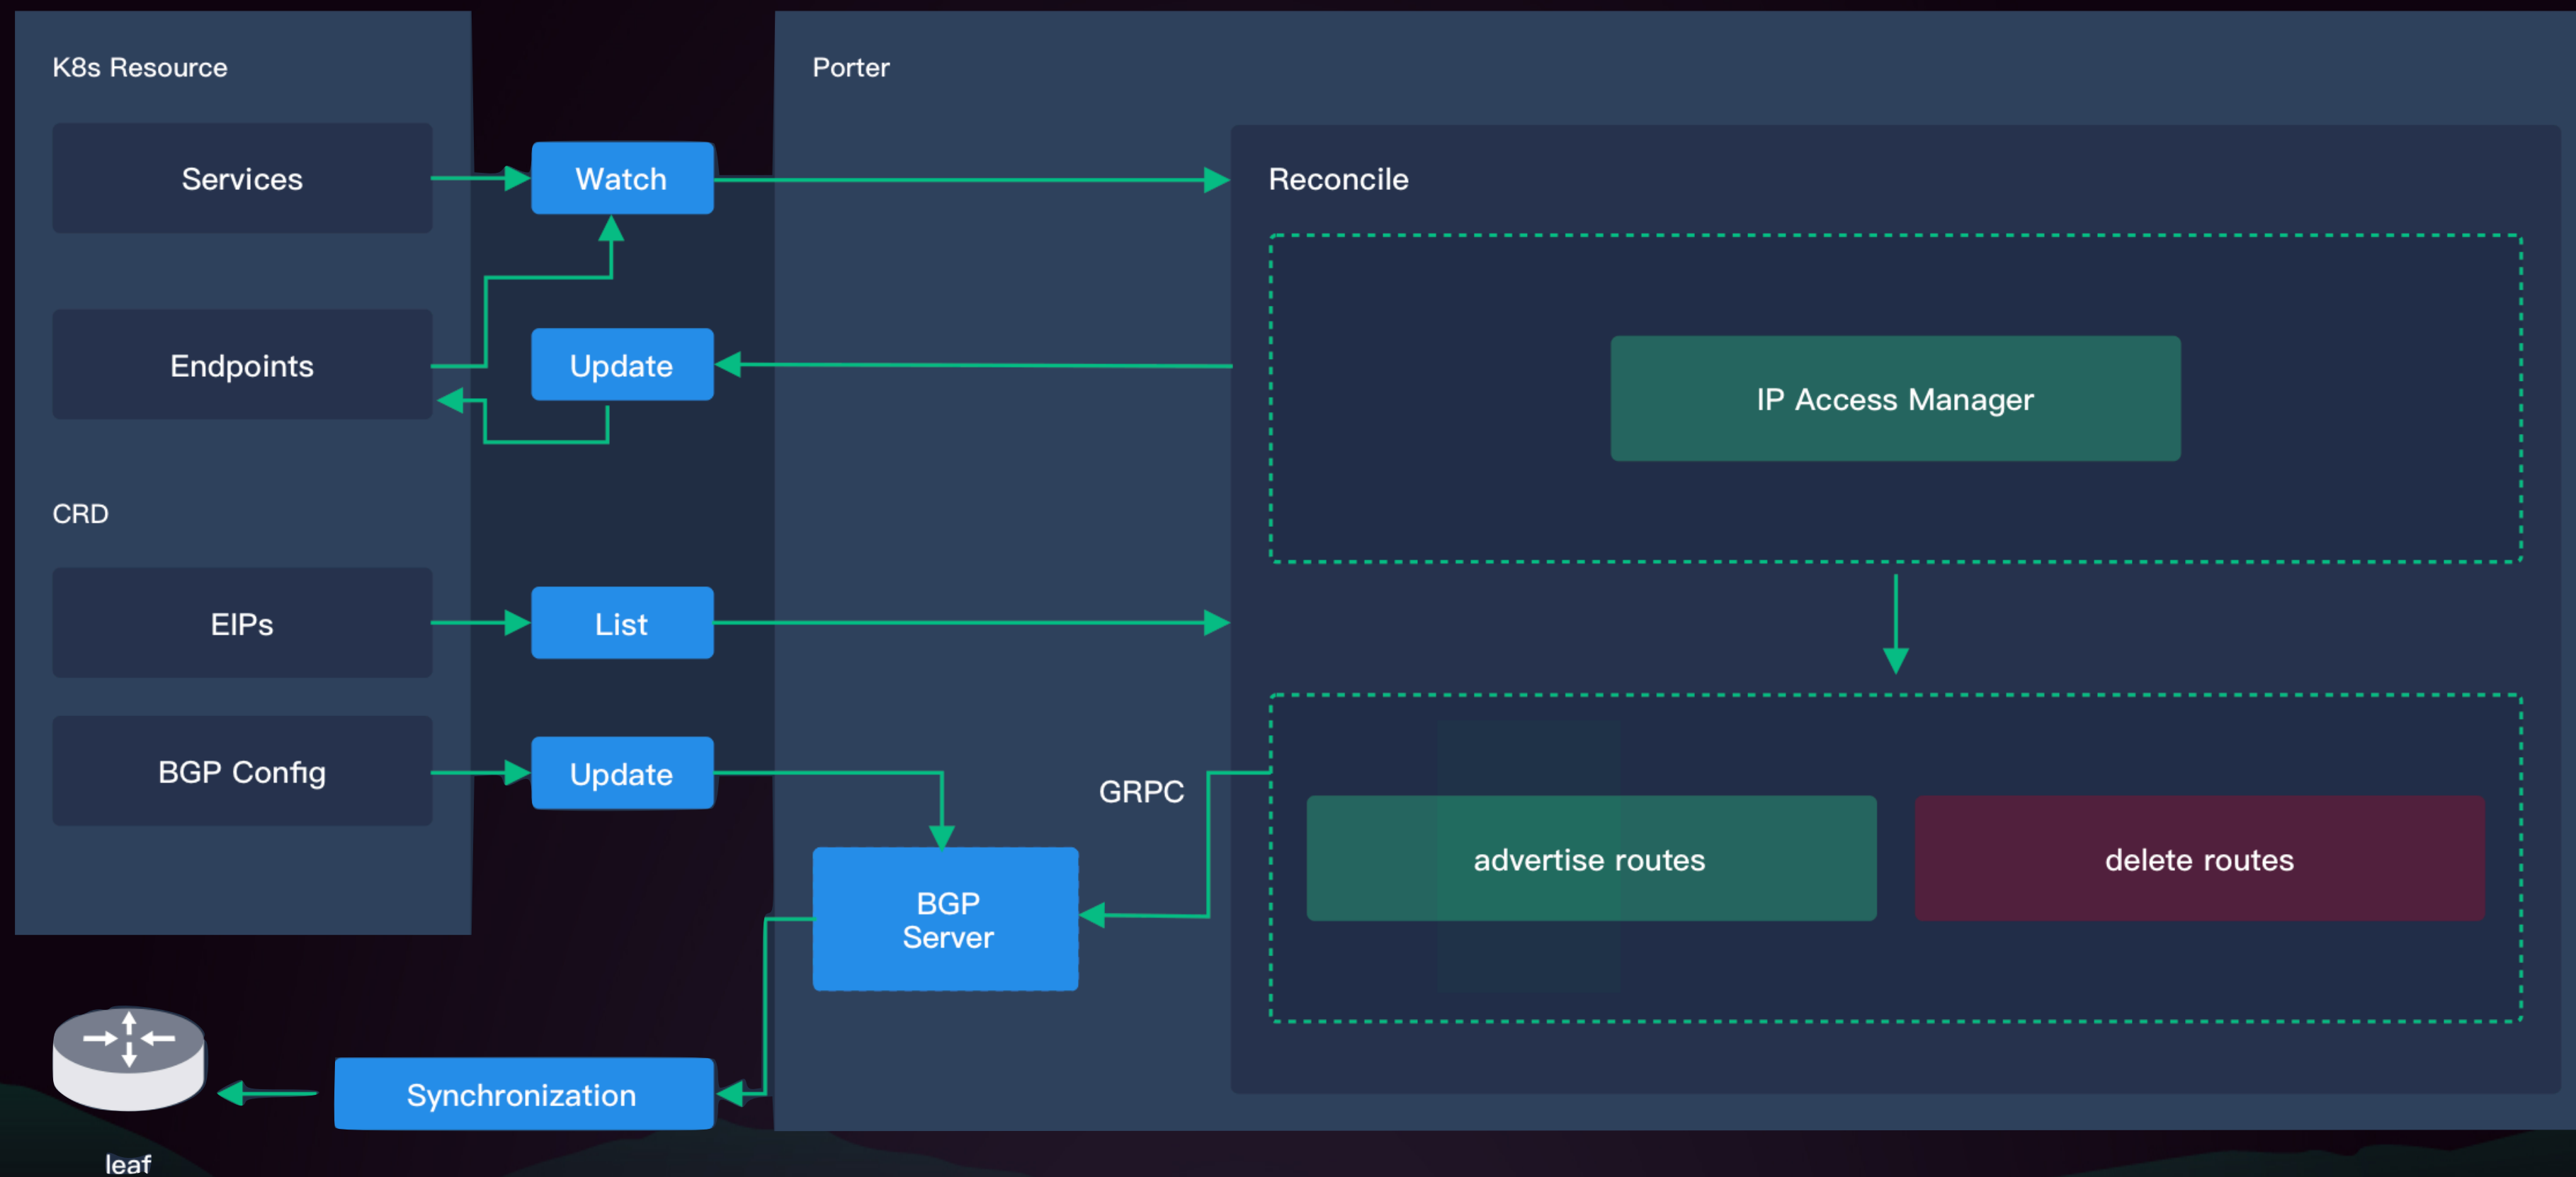 K8s Resource
Services
Endpoints
CRD
EIPs
BGP Config
Watch
Update
List
Update
Porter
Reconcile
IP Access Manager
GRPC
advertise routes
delete routes
BGP
Server
Synchronization
leaf